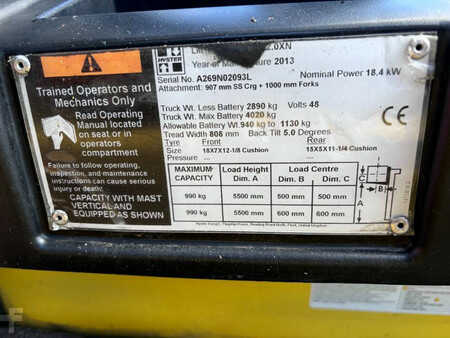 HYSTER
2.0XN
Year of Manufacture 2013
Serial No. A269N02093L
Nominal Power 18.4 kW
Attachment: 907 mm SS Crg + 1000 mm Forks
Truck Wt. Less Battery 2890 kg Volts 48
Truck Wt. Max Battery 4020 kg
Allowable Battery Wt. 940 kg to 1130 kg
Tread Width 808 mm Back Tilt 5.0 Degrees
Tyre Front Rear
Size 18X7X12-1/8 Cushion 18X5X11-1/4 Cushion
Pressure ... ...
CE
Trained Operators and
Mechanics Only
Read Operating
Manual located
on seat or in
operators
compartment
Failure to follow operating,
inspection, and maintenance
instructions can cause serious
injury or death.
CAPACITY WITH MAST
VERTICAL AND
EQUIPPED AS SHOWN
MAXIMUM CAPACITY Load Height Dim. A Load Centre Dim. B Dim. C
990 kg 5500 mm 500 mm 500 mm
990 kg 5500 mm 600 mm 600 mm
C
B
A